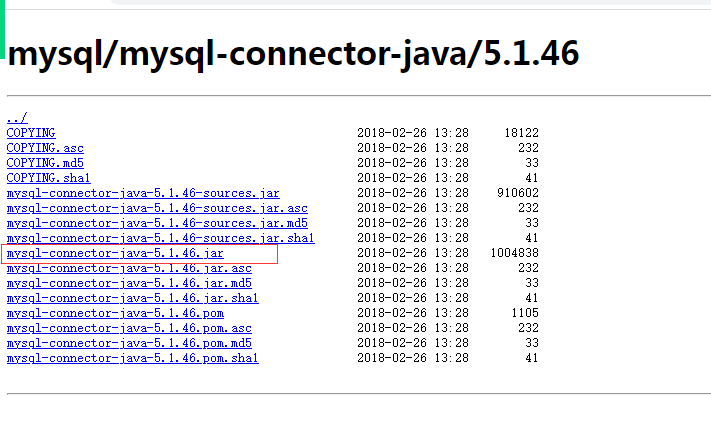 mysql/mysql-connector-java/5.1.46
../
COPYING 2018-02-26 13:28 18122
COPYING.asc 2018-02-26 13:28 232
COPYING.md5 2018-02-26 13:28 33
COPYING.sha1 2018-02-26 13:28 41
mysql-connector-java-5.1.46-sources.jar 2018-02-26 13:28 910602
mysql-connector-java-5.1.46-sources.jar.asc 2018-02-26 13:28 232
mysql-connector-java-5.1.46-sources.jar.md5 2018-02-26 13:28 33
mysql-connector-java-5.1.46-sources.jar.sha1 2018-02-26 13:28 41
mysql-connector-java-5.1.46.jar 2018-02-26 13:28 1004838
mysql-connector-java-5.1.46.jar.asc 2018-02-26 13:28 232
mysql-connector-java-5.1.46.jar.md5 2018-02-26 13:28 33
mysql-connector-java-5.1.46.jar.sha1 2018-02-26 13:28 41
mysql-connector-java-5.1.46.pom 2018-02-26 13:28 1105
mysql-connector-java-5.1.46.pom.asc 2018-02-26 13:28 232
mysql-connector-java-5.1.46.pom.md5 2018-02-26 13:28 33
mysql-connector-java-5.1.46.pom.sha1 2018-02-26 13:28 41